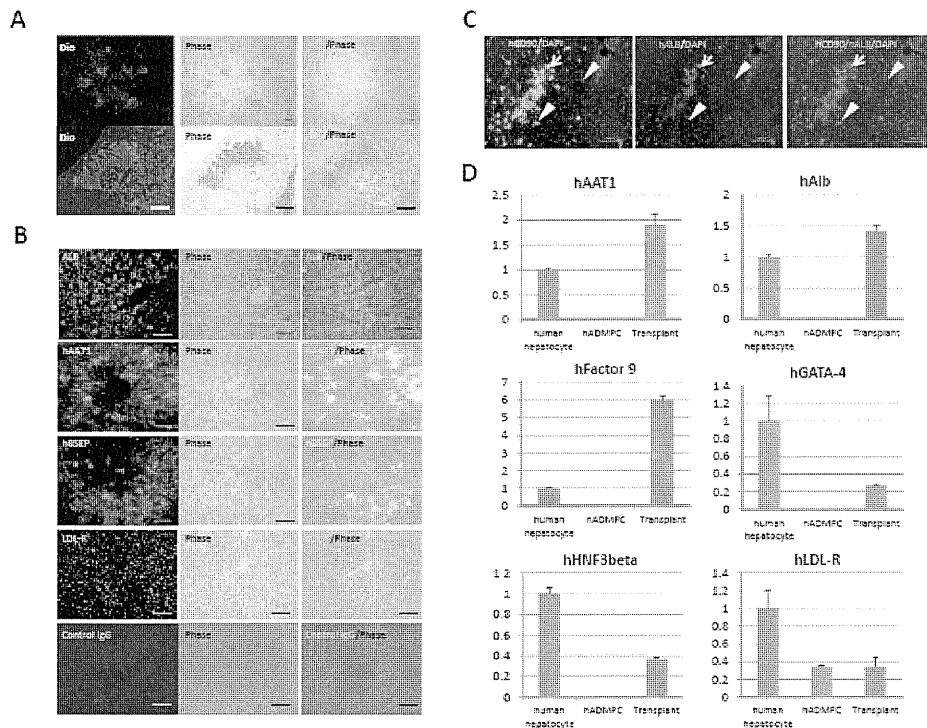 A
Dio
Phase
/Phase
Dio
Phase
/Phase
B
ALB
Phase
/Phase
hAAT1
Phase
/Phase
hBSEP
Phase
/Phase
LDL-R
Phase
/Phase
Control IgG
Phase
/Phase
C
hCD90/DAPI
hALB/DAPI
hCD90/hALB/DAPI
D
hAAT1
2.5
2
1.5
1
0.5
0
human hepatocyte
hADMPC
Transplant
hAlb
2
1.5
1
0.5
0
human hepatocyte
hADMPC
Transplant
hFactor 9
7
6
5
4
3
2
1
0
human hepatocyte
hADMPC
Transplant
hGATA-4
1.4
1.2
1
0.8
0.6
0.4
0.2
0
human hepatocyte
hADMPC
Transplant
hHNF3beta
1.2
1
0.8
0.6
0.4
0.2
0
human hepatocyte
hADMPC
Transplant
hLDL-R
1.4
1.2
1
0.8
0.6
0.4
0.2
0
human hepatocyte
hADMPC
Transplant